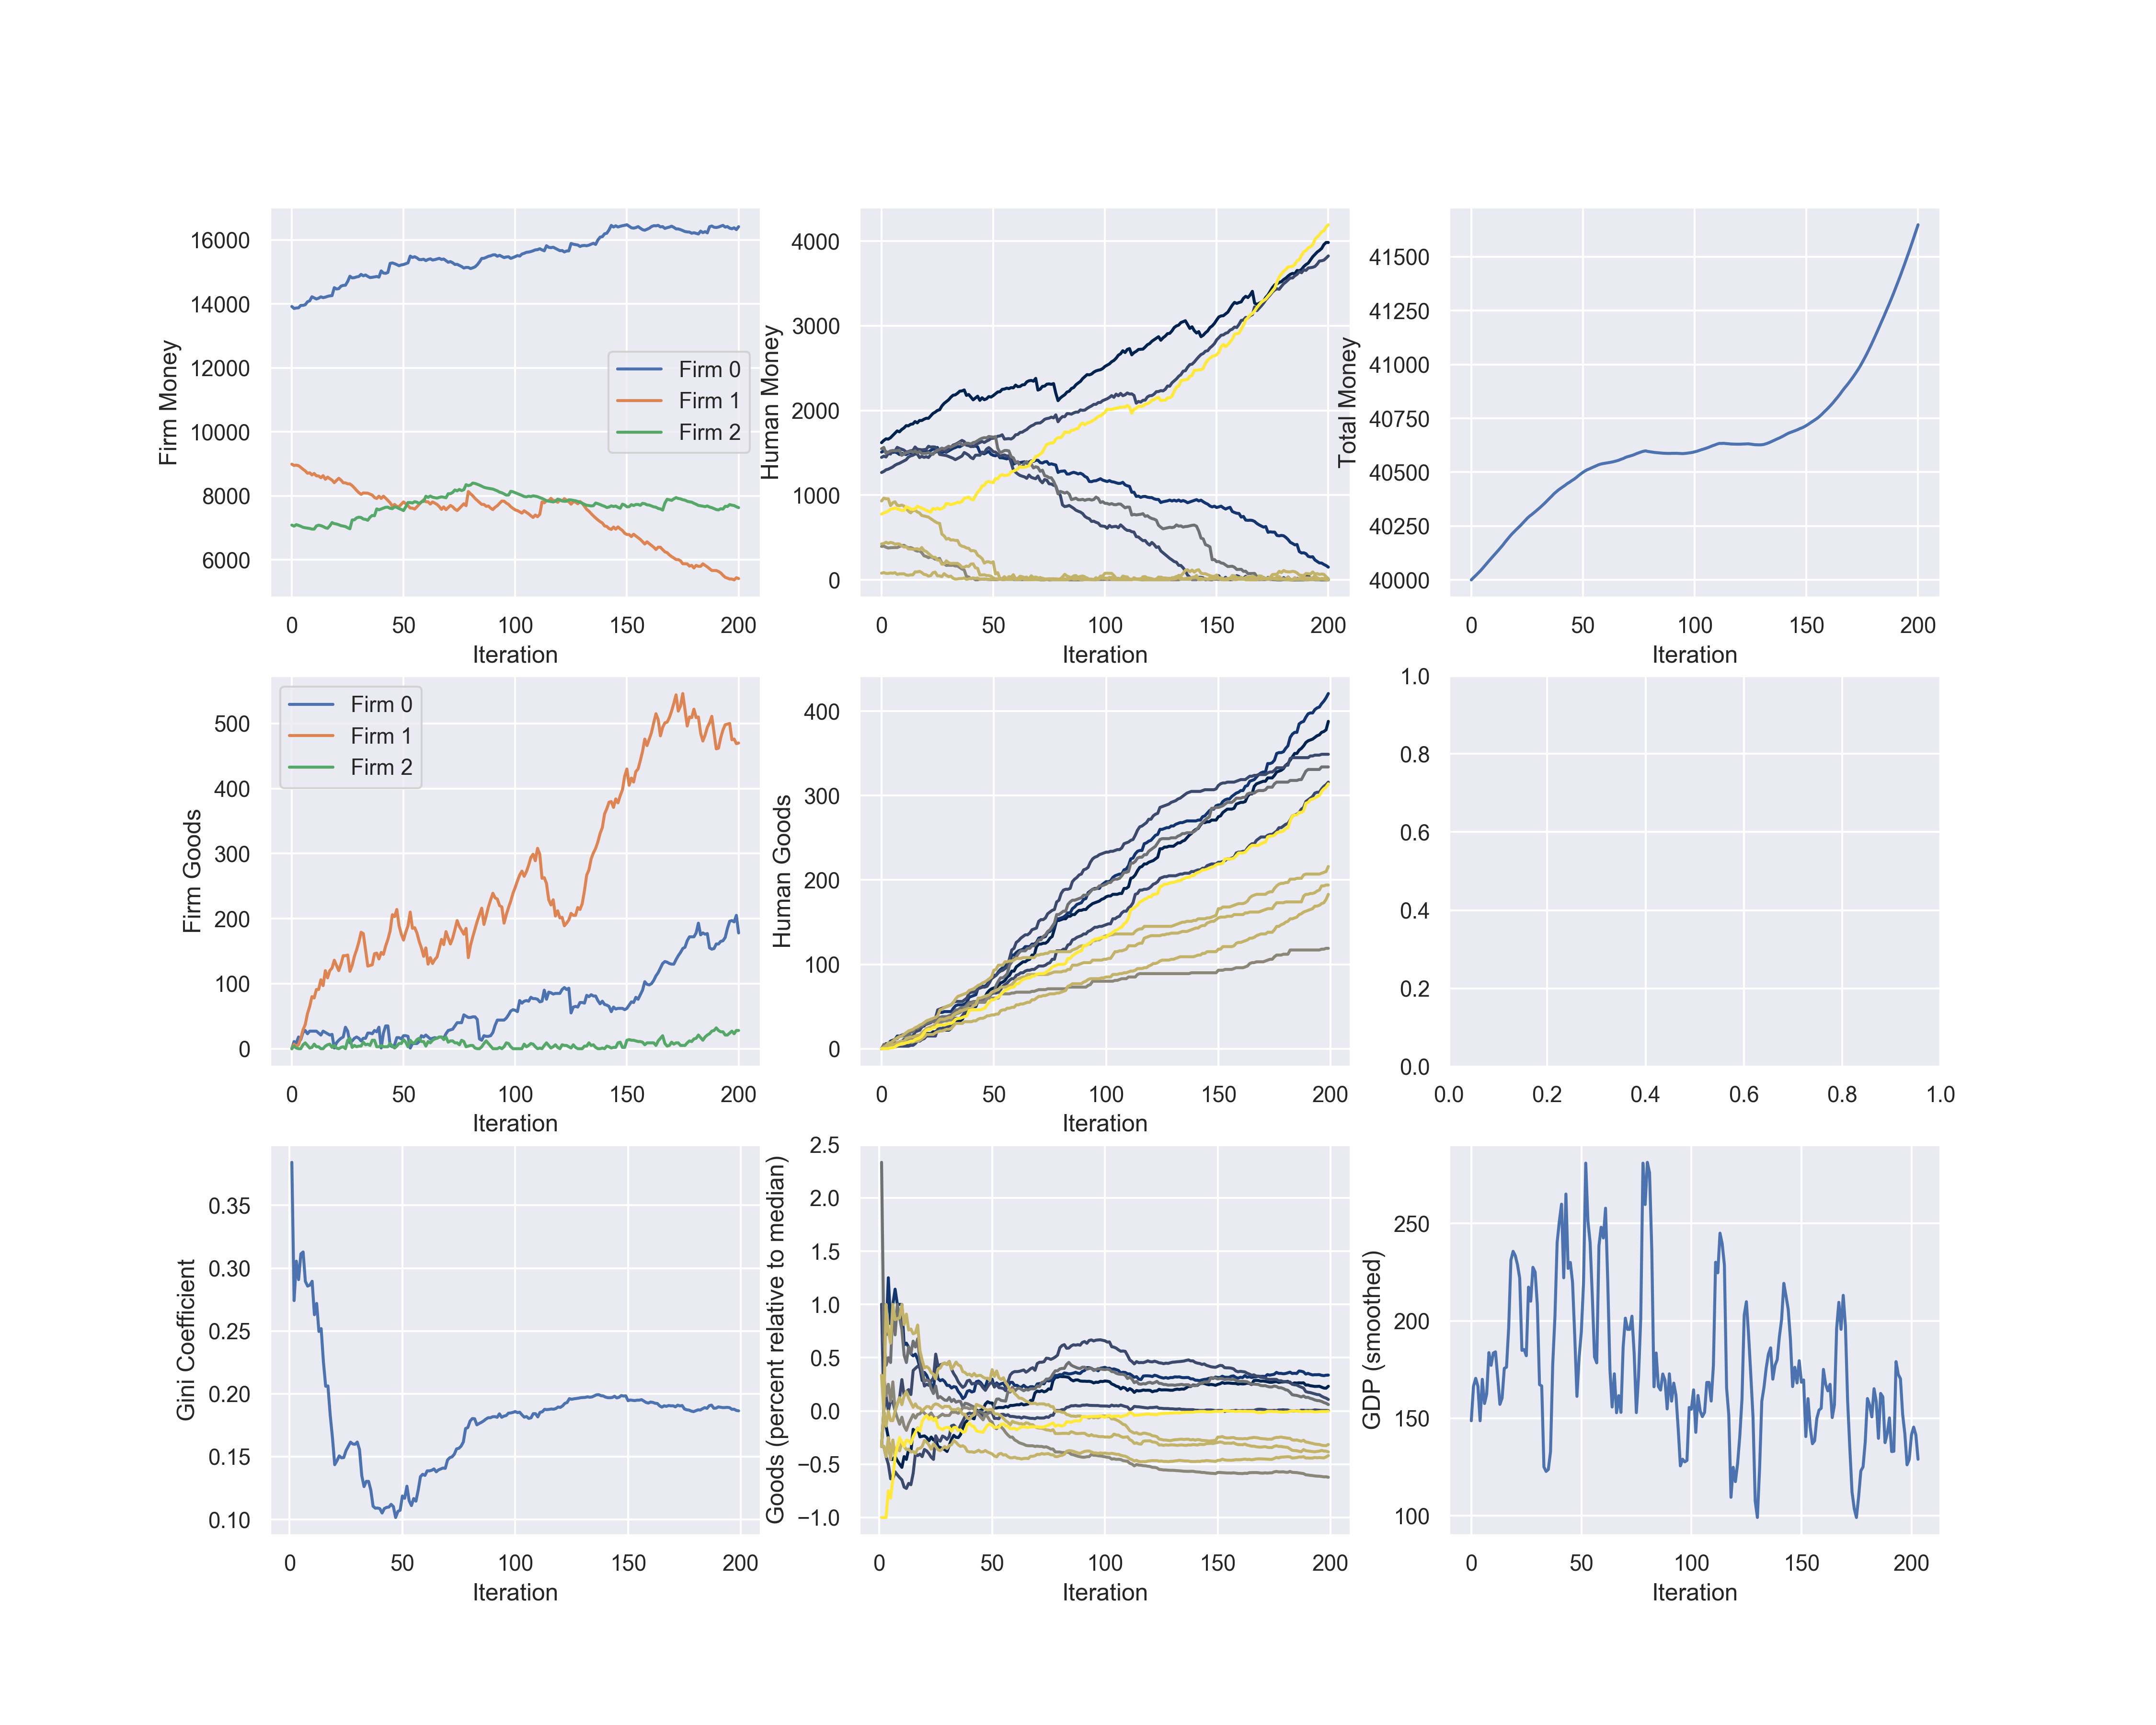 Firm Money
16000
14000
12000
10000
8000
6000
Firm 0
Firm 1
Firm 2
0 50 100 150 200
Iteration
Human Money
4000
3000
2000
1000
0
0 50 100 150 200
Iteration
Total Money
41500
41250
41000
40750
40500
40250
40000
0 50 100 150 200
Iteration
Firm Goods
500
400
300
200
100
0
Firm 0
Firm 1
Firm 2
0 50 100 150 200
Iteration
Human Goods
400
300
200
100
0
0 50 100 150 200
Iteration
1.0
0.8
0.6
0.4
0.2
0.0
0.0 0.2 0.4 0.6 0.8 1.0
Gini Coefficient
0.35
0.30
0.25
0.20
0.15
0.10
0 50 100 150 200
Iteration
Goods (percent relative to median)
2.5
2.0
1.5
1.0
0.5
0.0
−0.5
−1.0
0 50 100 150 200
Iteration
GDP (smoothed)
250
200
150
100
0 50 100 150 200
Iteration